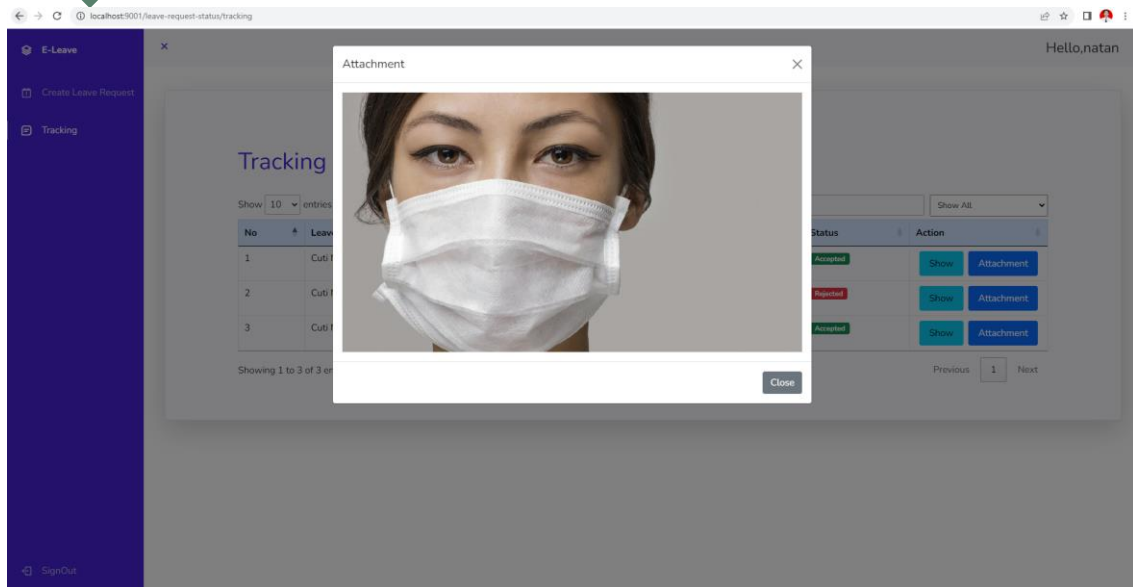 localhost:9001/leave-request-status/tracking
E-Leave
×
Hello,natan
Attachment
×
Create Leave Request
Tracking
Tracking
Show 10 entries
Show All.
No
Status
Action
1
Cuti
Accepted
Show
Attachment
2
Cuti
Rejected
Show
Attachment
3
Cuti
Accepted
Show
Attachment
Showing 1 to 3 of 3
Previous 1 Next
Close
SignOut